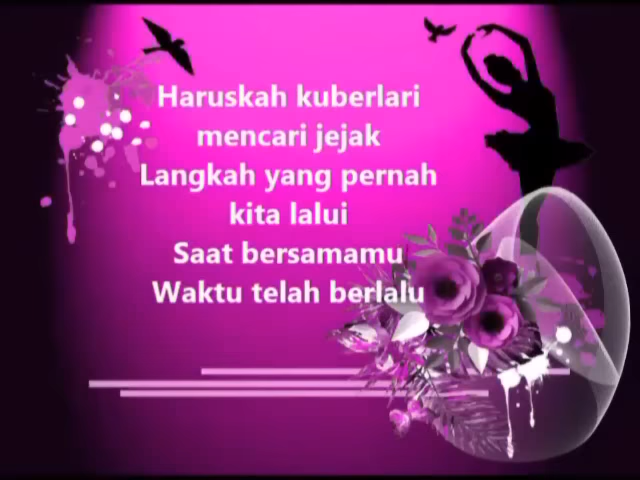 Haruskah kuberlari
mencari jejak
Langkah yang pernah
kita lalui
Saat bersamamu
Waktu telah berlalu